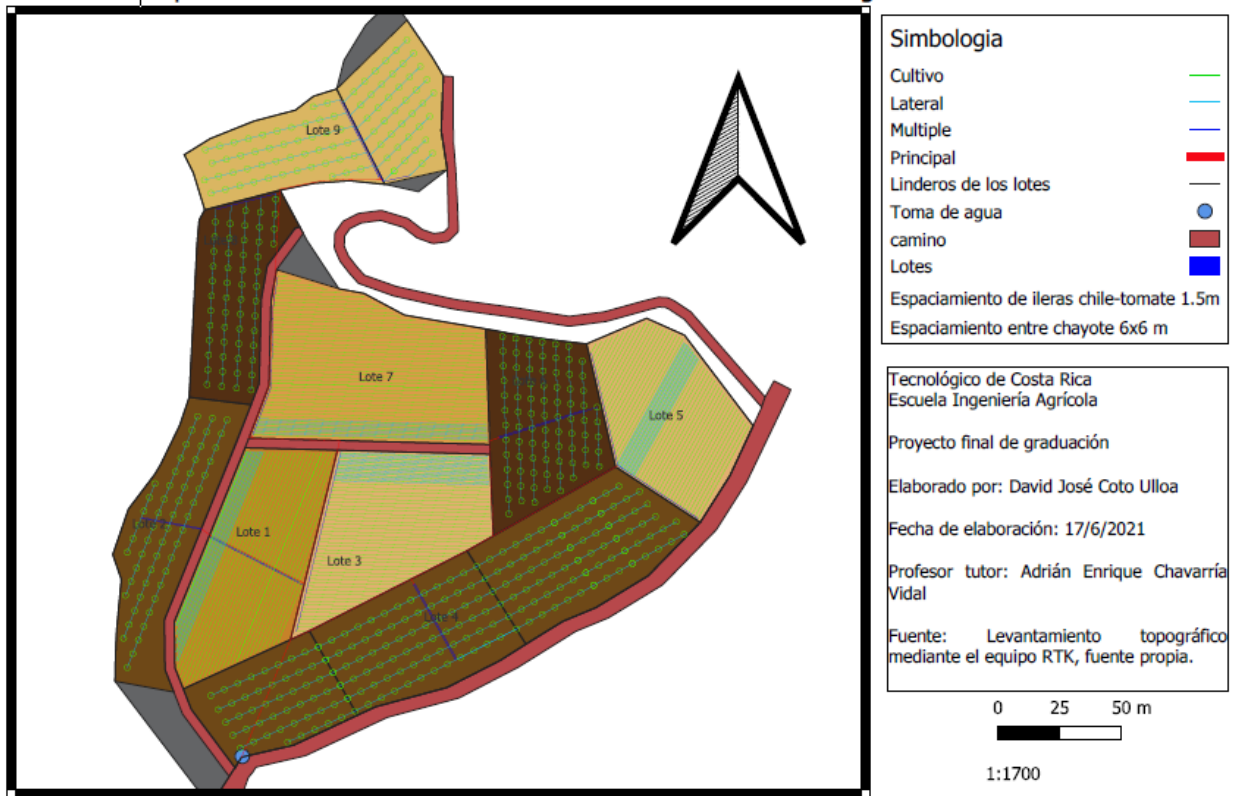 Lote 9
Lote 7
Lote 5
Lote 1
Lote 3
Lote 4
Simbologia
Cultivo
Lateral
Multiple
Principal
Linderos de los lotes
Toma de agua
camino
Lotes
Espaciamiento de ileras chile-tomate 1.5m
Espaciamiento entre chayote 6x6 m
Tecnológico de Costa Rica
Escuela Ingeniería Agrícola
Proyecto final de graduación
Elaborado por: David José Coto Ulloa
Fecha de elaboración: 17/6/2021
Profesor tutor: Adrián Enrique Chavarría
Vidal
Fuente: Levantamiento topográfico
mediante el equipo RTK, fuente propia.
0 25 50 m
1:1700